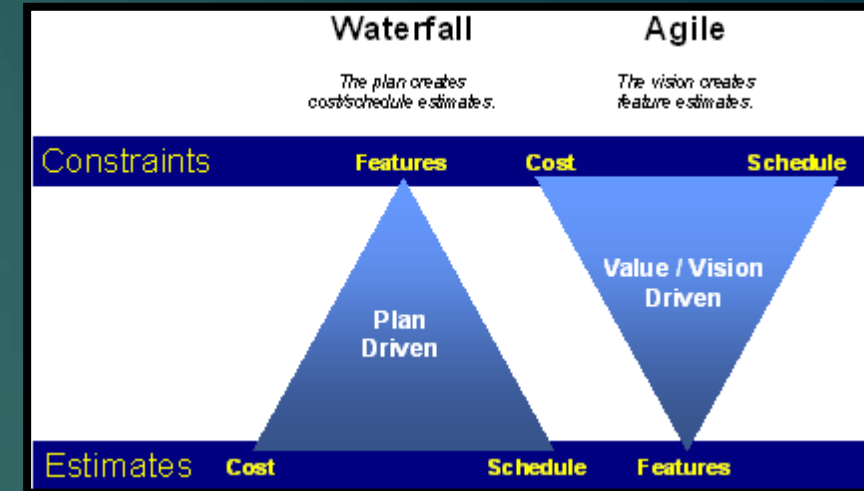 Waterfall Agile
The plan creates The vision creates
cost/schedule estimates. feature estimates.
Constraints Features Cost Schedule
Value / Vision
Driven
Plan
Driven
Estimates Cost Schedule Features